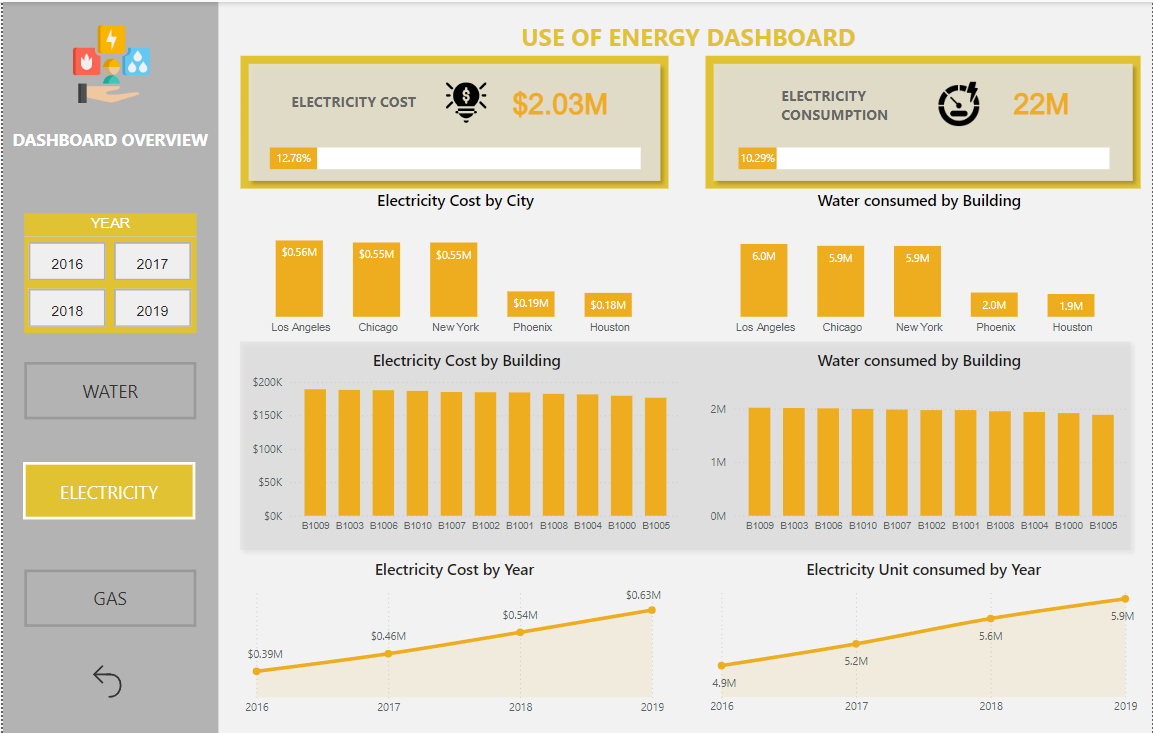 USE OF ENERGY DASHBOARD
DASHBOARD OVERVIEW
YEAR
2016 2017
2018 2019
WATER
ELECTRICITY
GAS
ELECTRICITY COST
$
$2.03M
12.78%
ELECTRICITY
CONSUMPTION
22M
10.29%
Electricity Cost by City
$0.56M $0.55M $0.55M $0.19M $0.18M
Los Angeles Chicago New York Phoenix Houston
Water consumed by Building
6.0M 5.9M 5.9M 2.0M 1.9M
Los Angeles Chicago New York Phoenix Houston
Electricity Cost by Building
$200K
$150K
$100K
$50K
$0K
B1009 B1003 B1006 B1010 B1007 B1002 B1001 B1008 B1004 B1000 B1005
Water consumed by Building
2M
1M
0M
B1009 B1003 B1006 B1010 B1007 B1002 B1001 B1008 B1004 B1000 B1005
Electricity Cost by Year
$0.39M $0.46M $0.54M $0.63M
2016 2017 2018 2019
Electricity Unit consumed by Year
4.9M 5.2M 5.6M 5.9M
2016 2017 2018 2019